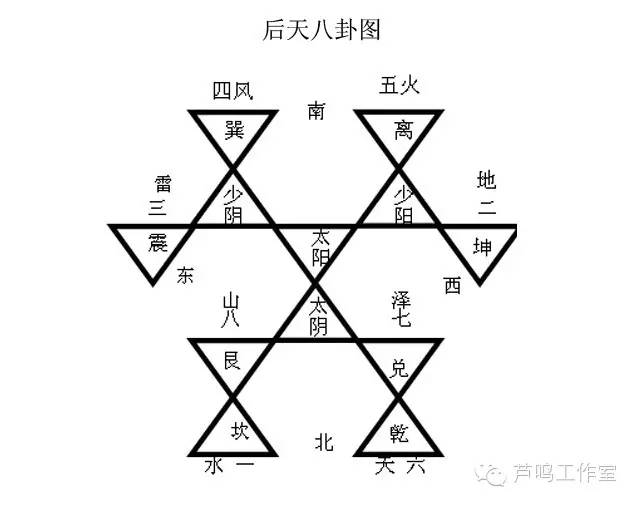 后天八卦图
四风
南
五火
巽
离
雷三
少阴
少阳
地二
震
太阳
坤
东
西
山八
太阴
泽七
艮
兑
坎
乾
水一
北
天六
芦鸣工作室